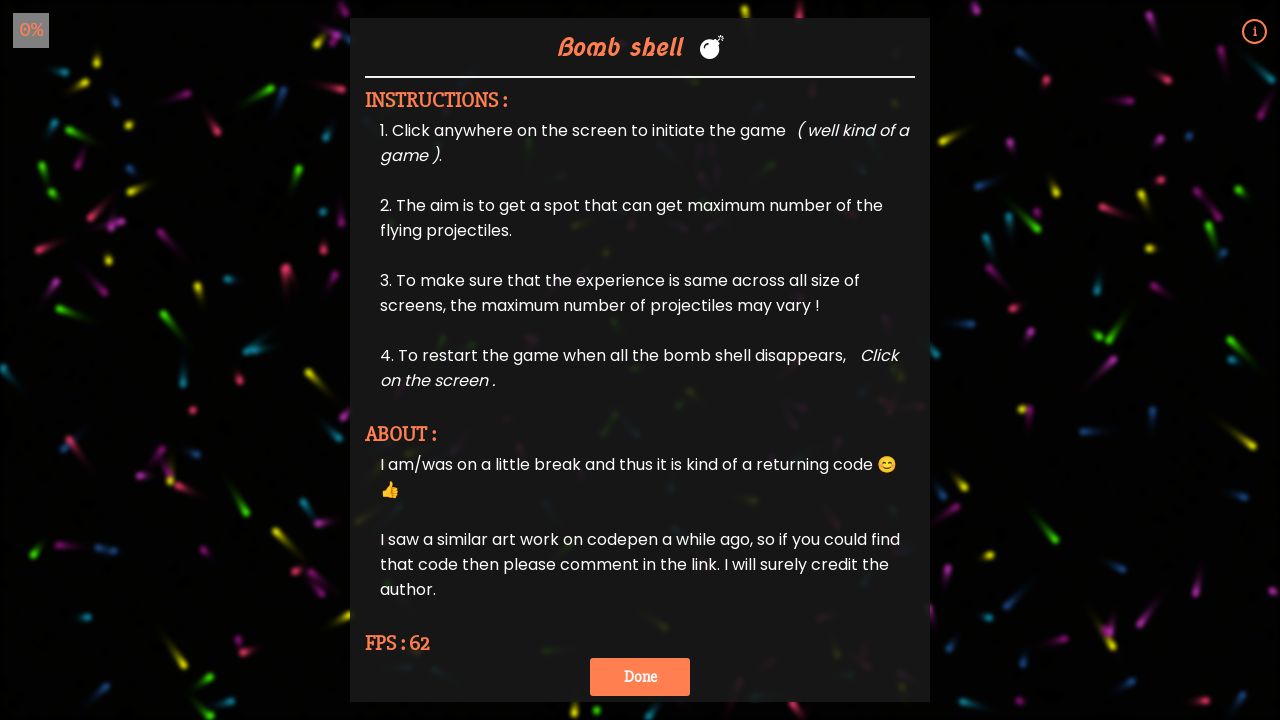 0%
i
Bomb shell 💣
INSTRUCTIONS :
1. Click anywhere on the screen to initiate the game ( well kind of a
game ).
2. The aim is to get a spot that can get maximum number of the
flying projectiles.
3. To make sure that the experience is same across all size of
screens, the maximum number of projectiles may vary !
4. To restart the game when all the bomb shell disappears, Click
on the screen .
ABOUT :
I am/was on a little break and thus it is kind of a returning code 😊
👍
I saw a similar art work on codepen a while ago, so if you could find
that code then please comment in the link. I will surely credit the
author.
FPS : 62
Done